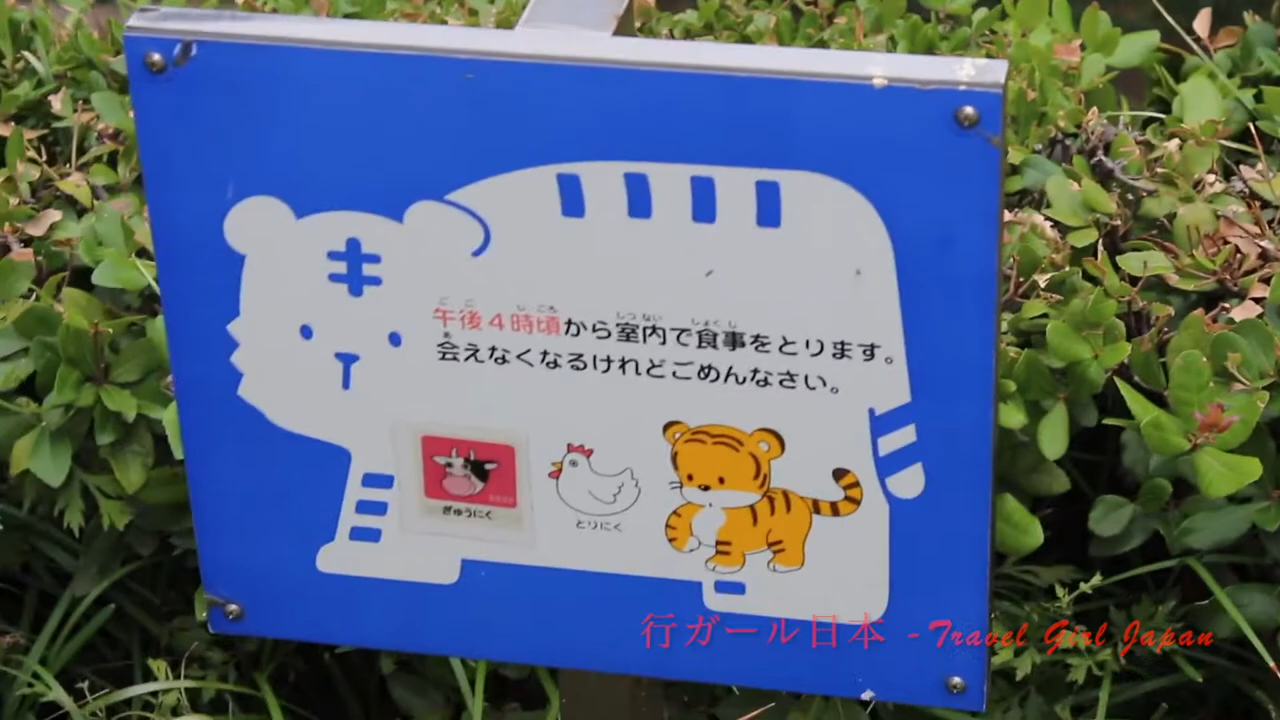 午後4時頃から室内で食事をとります。
会えなくなるけれどごめんなさい。
ぎゅうにく
とりにく
行ガール日本 - Travel Girl Japan